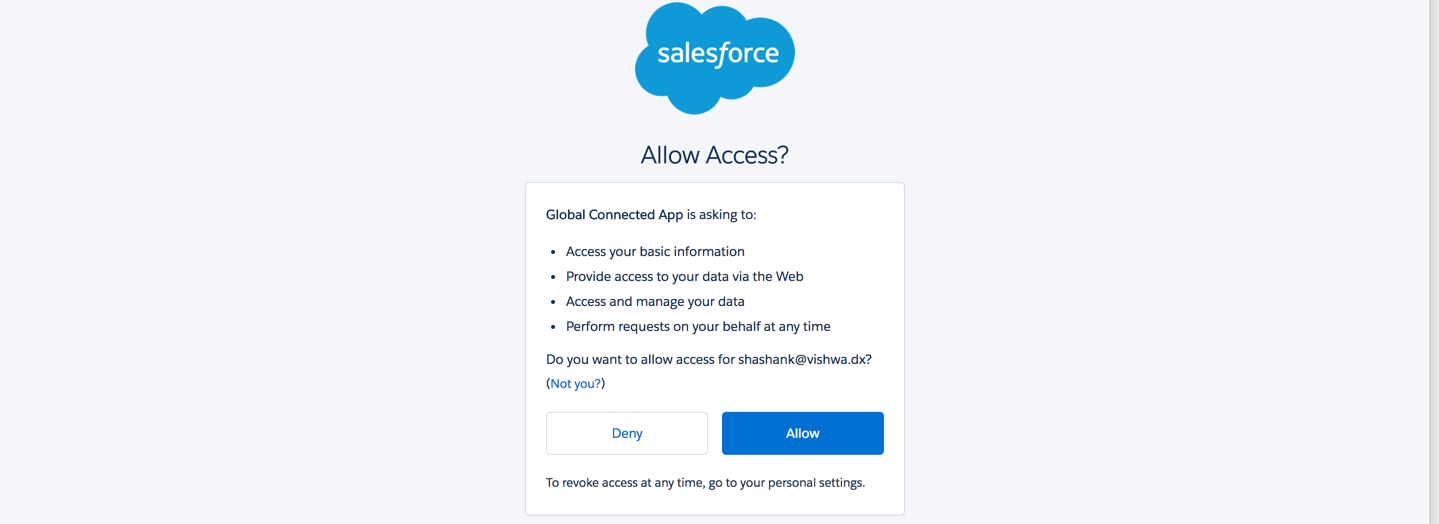 salesforce
Allow Access?
Global Connected App is asking to:
• Access your basic information
• Provide access to your data via the Web
• Access and manage your data
• Perform requests on your behalf at any time
Do you want to allow access for shashank@vishwa.dx?
(Not you?)
Deny
Allow
To revoke access at any time, go to your personal settings.